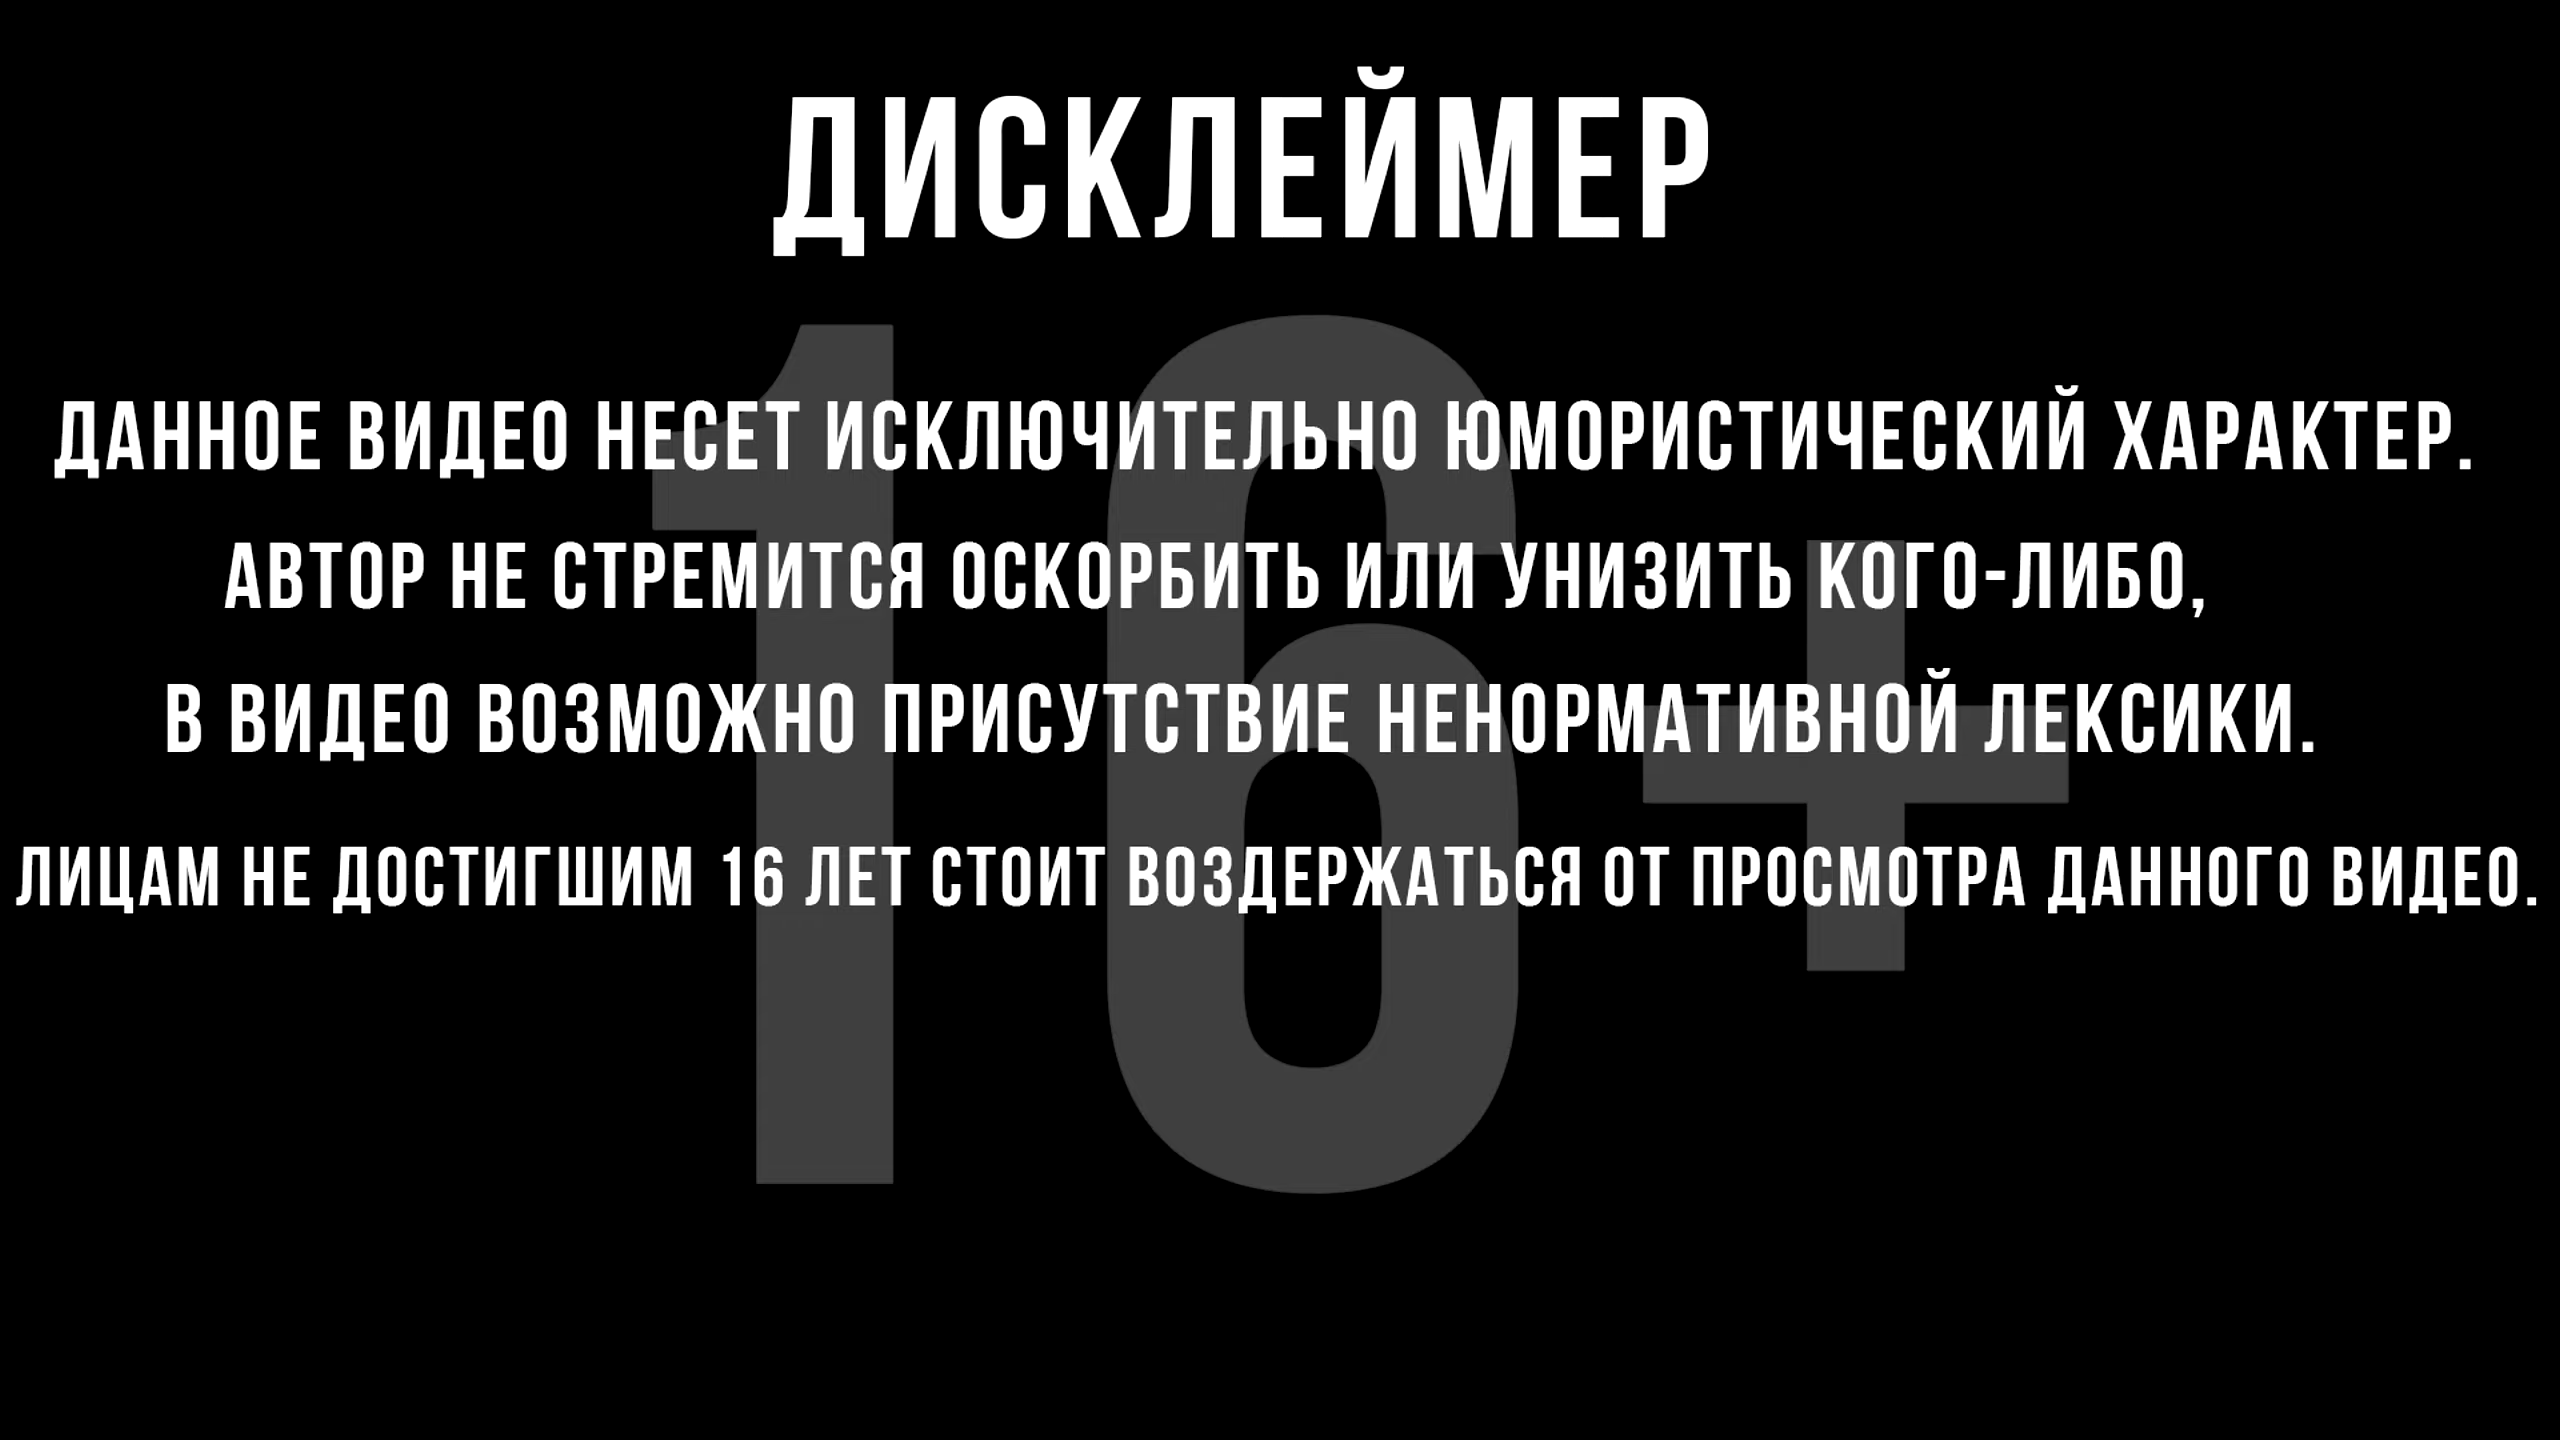 ДИСКЛЕЙМЕР
ДАННОЕ ВИДЕО НЕСЕТ ИСКЛЮЧИТЕЛЬНО ЮМОРИСТИЧЕСКИЙ ХАРАКТЕР.
АВТОР НЕ СТРЕМИТСЯ ОСКОРБИТЬ ИЛИ УНИЗИТЬ КОГО-ЛИБО,
В ВИДЕО ВОЗМОЖНО ПРИСУТСТВИЕ НЕНОРМАТИВНОЙ ЛЕКСИКИ.
ЛИЦАМ НЕ ДОСТИГШИМ 16 ЛЕТ СТОИТ ВОЗДЕРЖАТЬСЯ ОТ ПРОСМОТРА ДАННОГО ВИДЕО.
16+